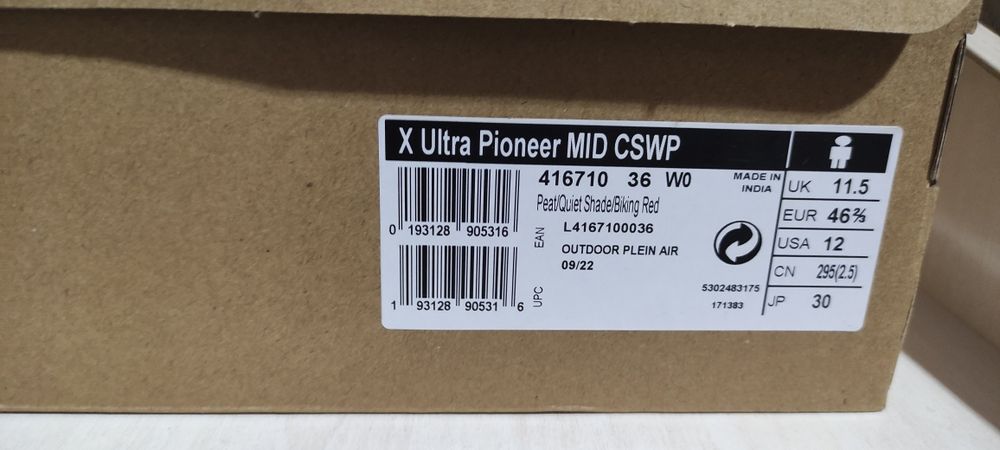 X Ultra Pioneer MID CSWP
416710 36 W0
MADE IN INDIA
Peat/Quiet Shade/Biking Red
L4167100036
OUTDOOR PLEIN AIR
09/22
0 193128 905316
EAN
1 93128 90531 6
UPC
5302483175
171383
UK 11.5
EUR 46⅔
USA 12
CN 295(2.5)
JP 30